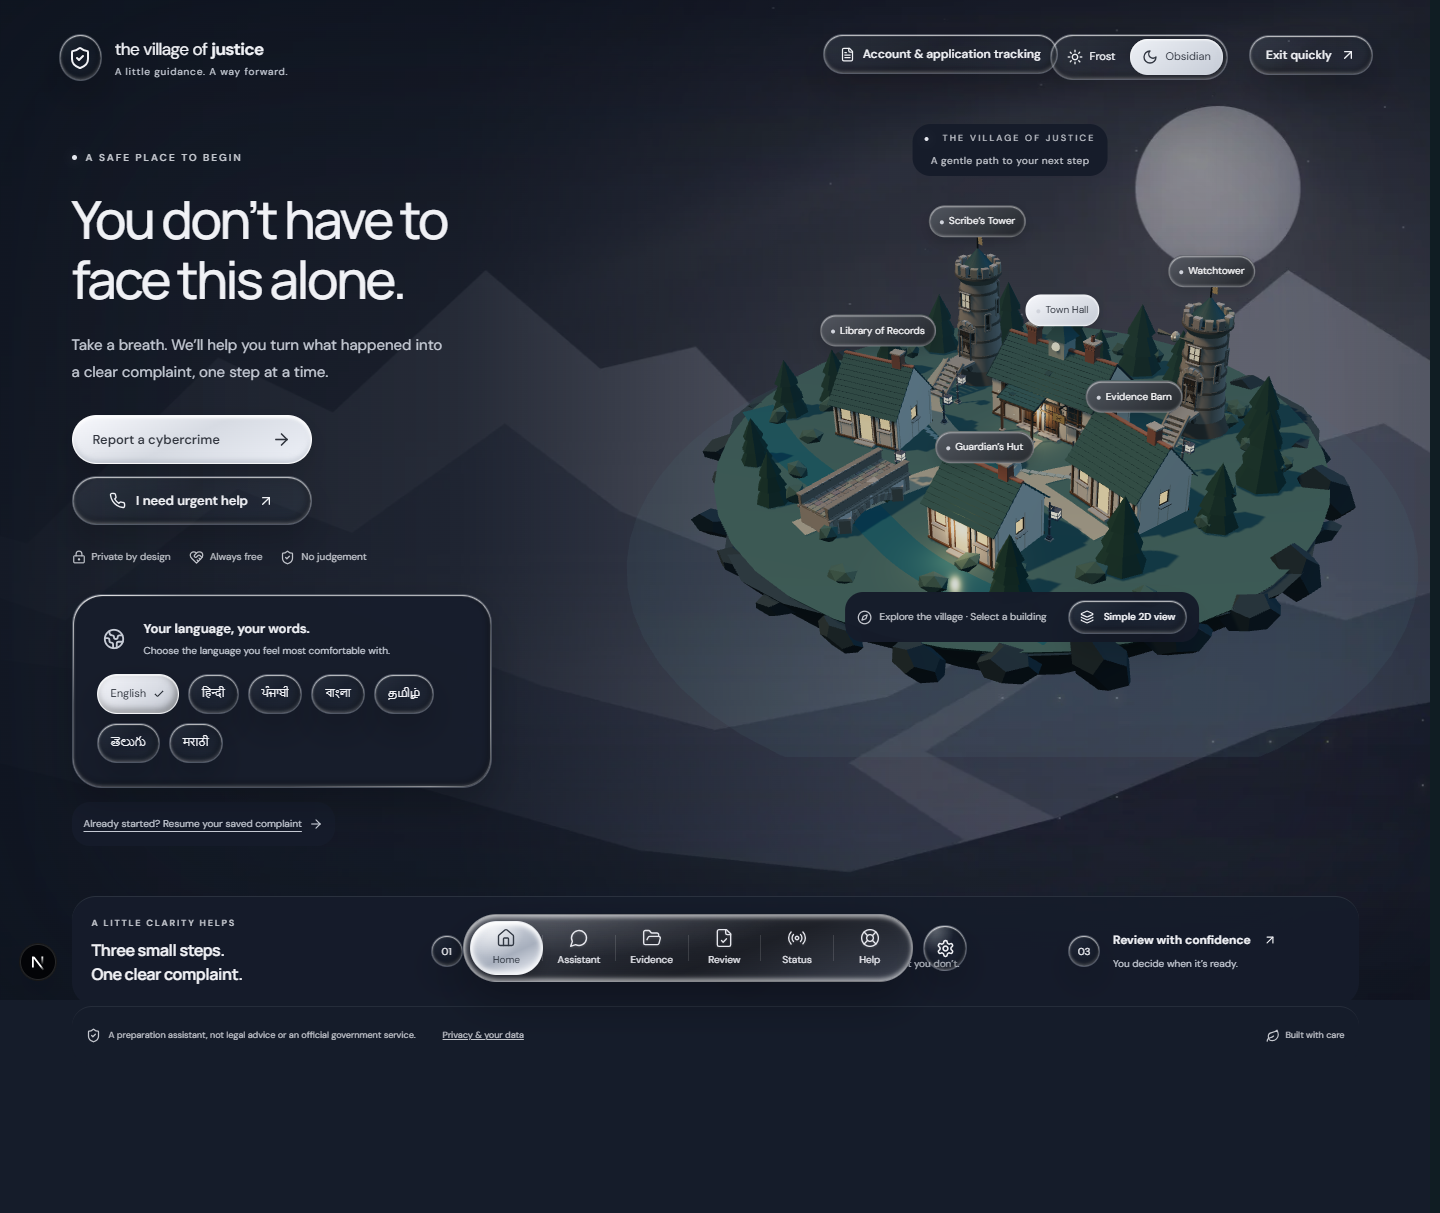 the village of justice
A little guidance. A way forward.
Account & application tracking
Frost
Obsidian
Exit quickly
A SAFE PLACE TO BEGIN
You don't have to
face this alone.
Take a breath. We'll help you turn what happened into
a clear complaint, one step at a time.
Report a cybercrime
I need urgent help
Private by design
Always free
No judgement
Your language, your words.
Choose the language you feel most comfortable with.
English
हिन्दी
ਪੰਜਾਬੀ
বাংলা
தமிழ்
తెలుగు
मराठी
Already started? Resume your saved complaint
THE VILLAGE OF JUSTICE
A gentle path to your next step
Scribe's Tower
Watchtower
Town Hall
Library of Records
Evidence Barn
Guardian's Hut
Explore the village · Select a building
Simple 2D view
A LITTLE CLARITY HELPS
Three small steps.
One clear complaint.
01
Home
Assistant
Evidence
Review
Status
Help
you don't.
03
Review with confidence
You decide when it's ready.
N
A preparation assistant, not legal advice or an official government service.
Privacy & your data
Built with care